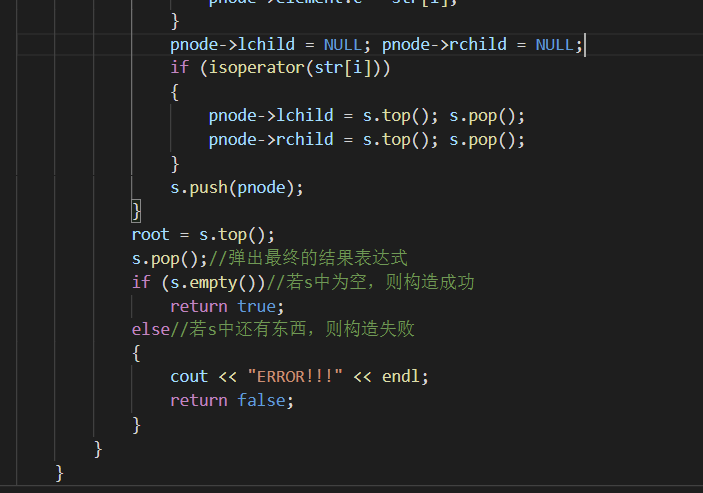 pnode->element.c = str[i];
}
pnode->lchild = NULL; pnode->rchild = NULL;
if (isoperator(str[i]))
{
pnode->lchild = s.top(); s.pop();
pnode->rchild = s.top(); s.pop();
}
s.push(pnode);
}
root = s.top();
s.pop();//弹出最终的结果表达式
if (s.empty())//若s中为空，则构造成功
return true;
else//若s中还有东西，则构造失败
{
cout << "ERROR!!!" << endl;
return false;
}
}
}